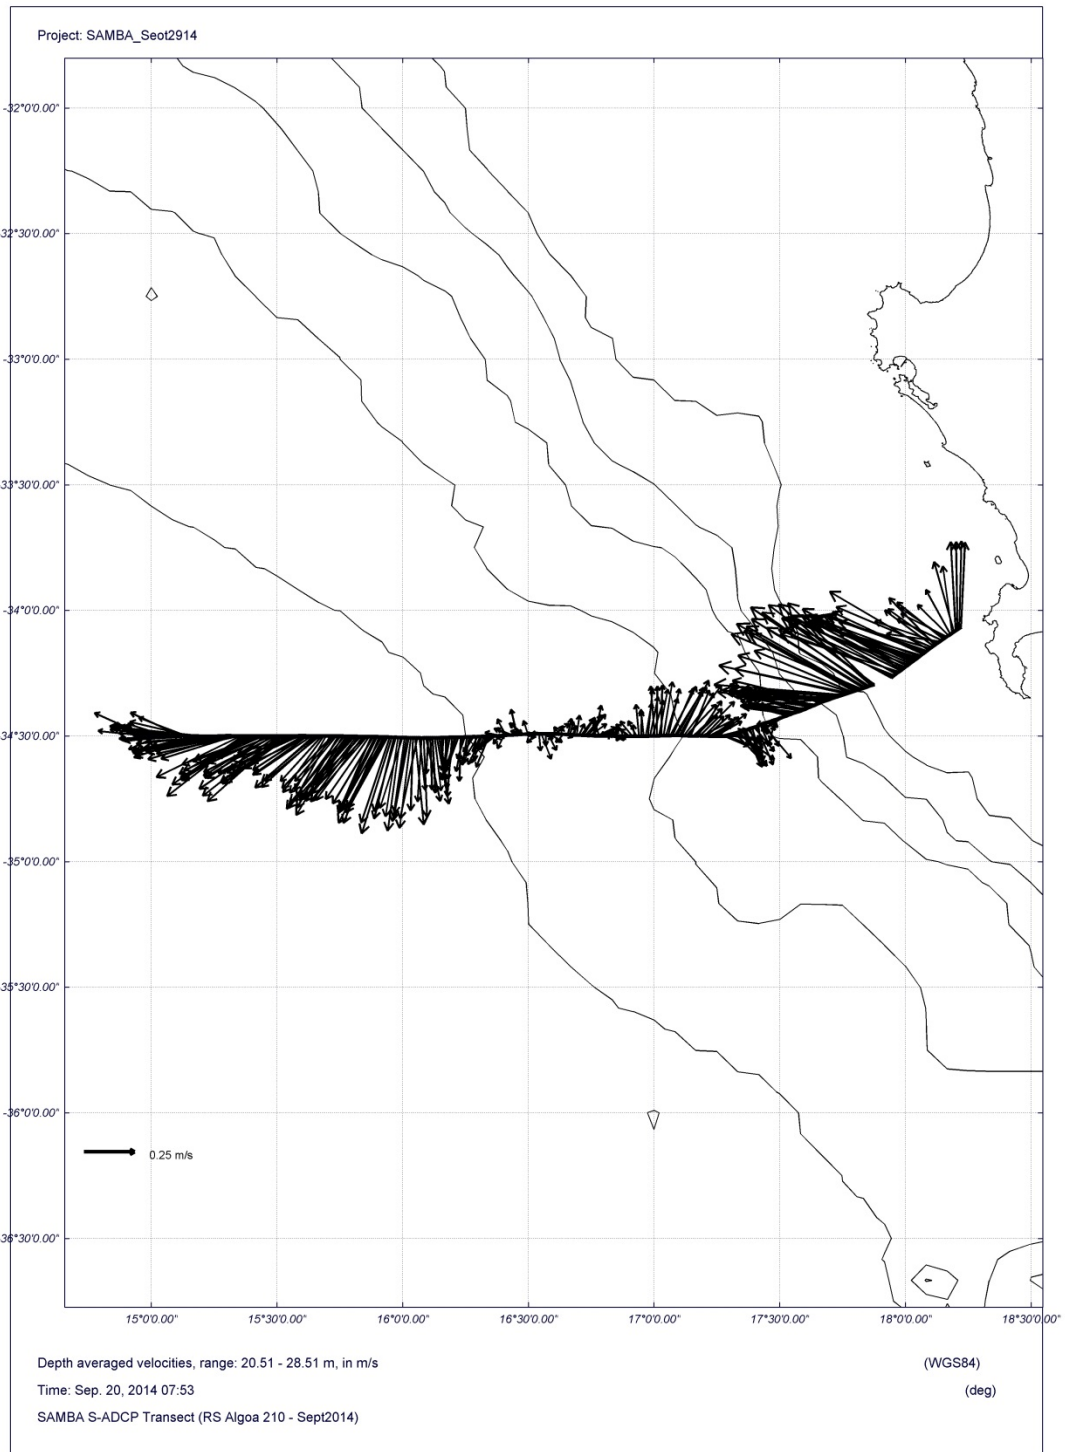 Project: SAMBA_Seot2914
-32°0'0.00"
-32°30'0.00"
-33°0'0.00"
-33°30'0.00"
-34°0'0.00"
-34°30'0.00"
-35°0'0.00"
-35°30'0.00"
-36°0'0.00"
0.25 m/s
-36°30'0.00"
15°0'0.00" 15°30'0.00" 16°0'0.00" 16°30'0.00" 17°0'0.00" 17°30'0.00" 18°0'0.00" 18°30'0.00"
Depth averaged velocities, range: 20.51 - 28.51 m, in m/s (WGS84)
Time: Sep. 20, 2014 07:53 (deg)
SAMBA S-ADCP Transect (RS Algoa 210 - Sept2014)